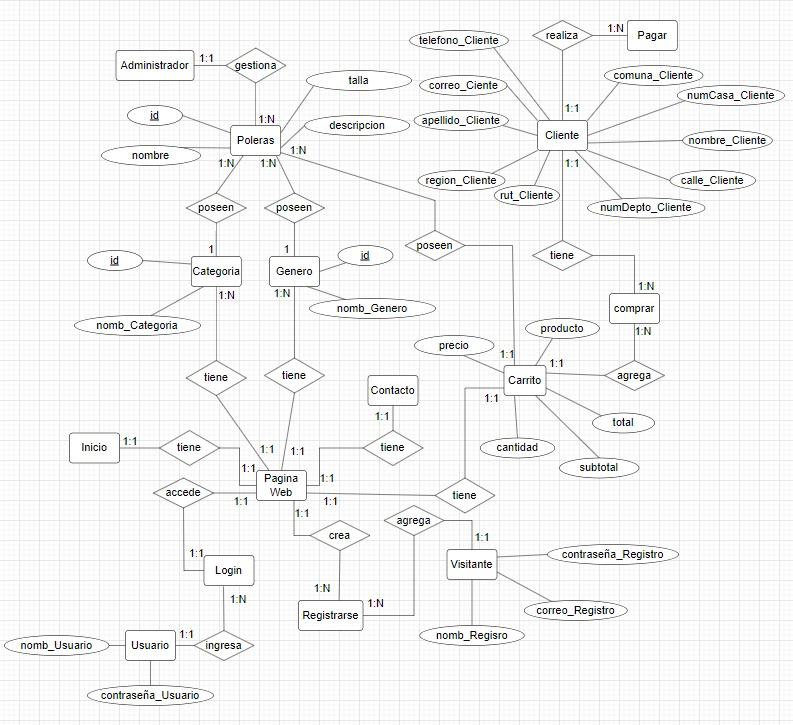 telefono_Cliente
realiza
1:N
Pagar
Administrador
1:1
gestiona
talla
correo_Cliente
comuna_Cliente
numCasa_Cliente
id
1:N
descripcion
apellido_Cliente
1:1
Cliente
nombre_Cliente
Poleras
nombre
1:N
1:N
1:N
1:1
region_Cliente
rut_Cliente
calle_Cliente
numDepto_Cliente
poseen
poseen
poseen
1
1
id
id
tiene
Categoria
Genero
1:N
1:N
1:N
nomb_Categoria
nomb_Genero
comprar
producto
1:N
precio
1:1
1:1
tiene
tiene
Contacto
Carrito
agrega
1:1
1:1
total
Inicio
1:1
tiene
1:1
1:1
tiene
cantidad
subtotal
1:1
1:1
Pagina
Web
accede
1:1
1:1
tiene
1:1
agrega
crea
1:1
1:1
contraseña_Registro
Visitante
Login
1:N
1:N
Registrarse
1:N
correo_Registro
nomb_Regisro
nomb_Usuario
Usuario
1:1
ingresa
contraseña_Usuario